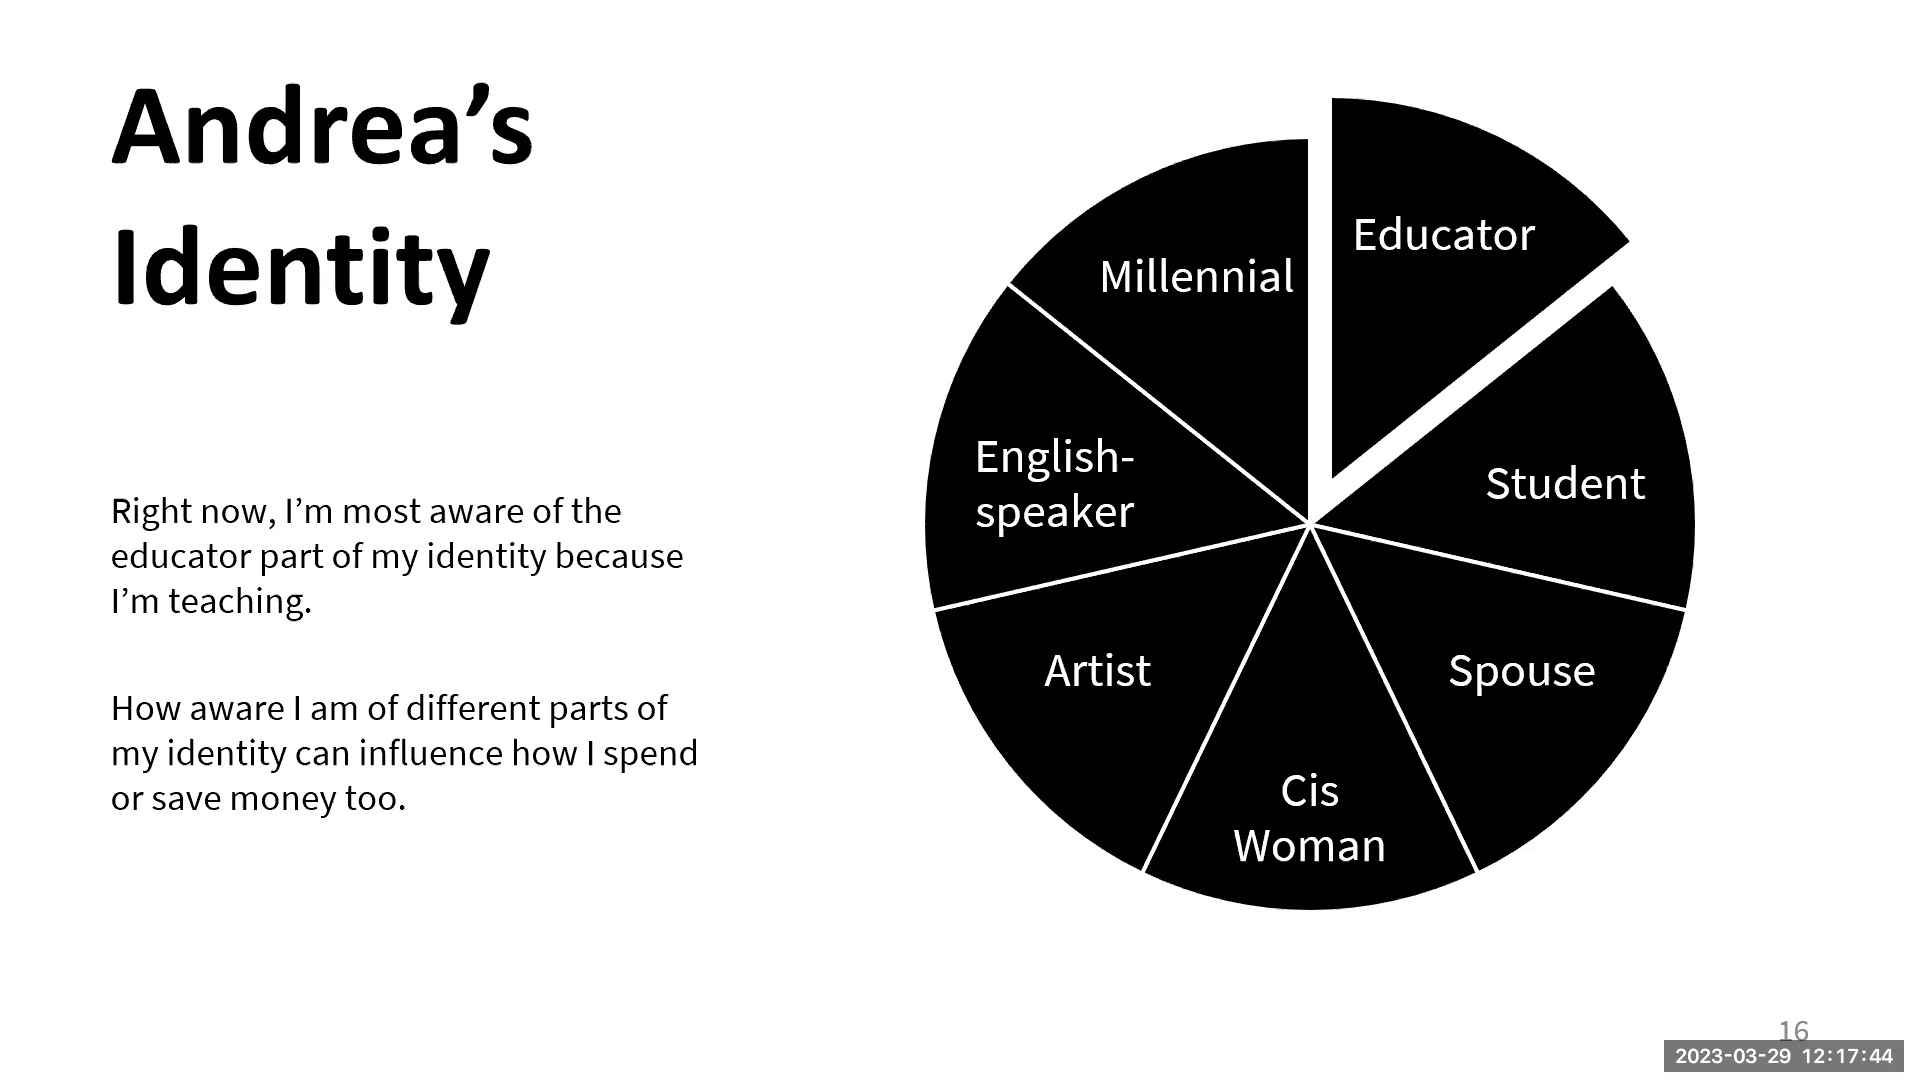 Andrea’s
Identity
Right now, I’m most aware of the
educator part of my identity because
I’m teaching.
How aware I am of different parts of
my identity can influence how I spend
or save money too.
Educator
Millennial
English-
speaker
Student
Artist
Spouse
Cis
Woman
16
2023-03-29 12:17:44